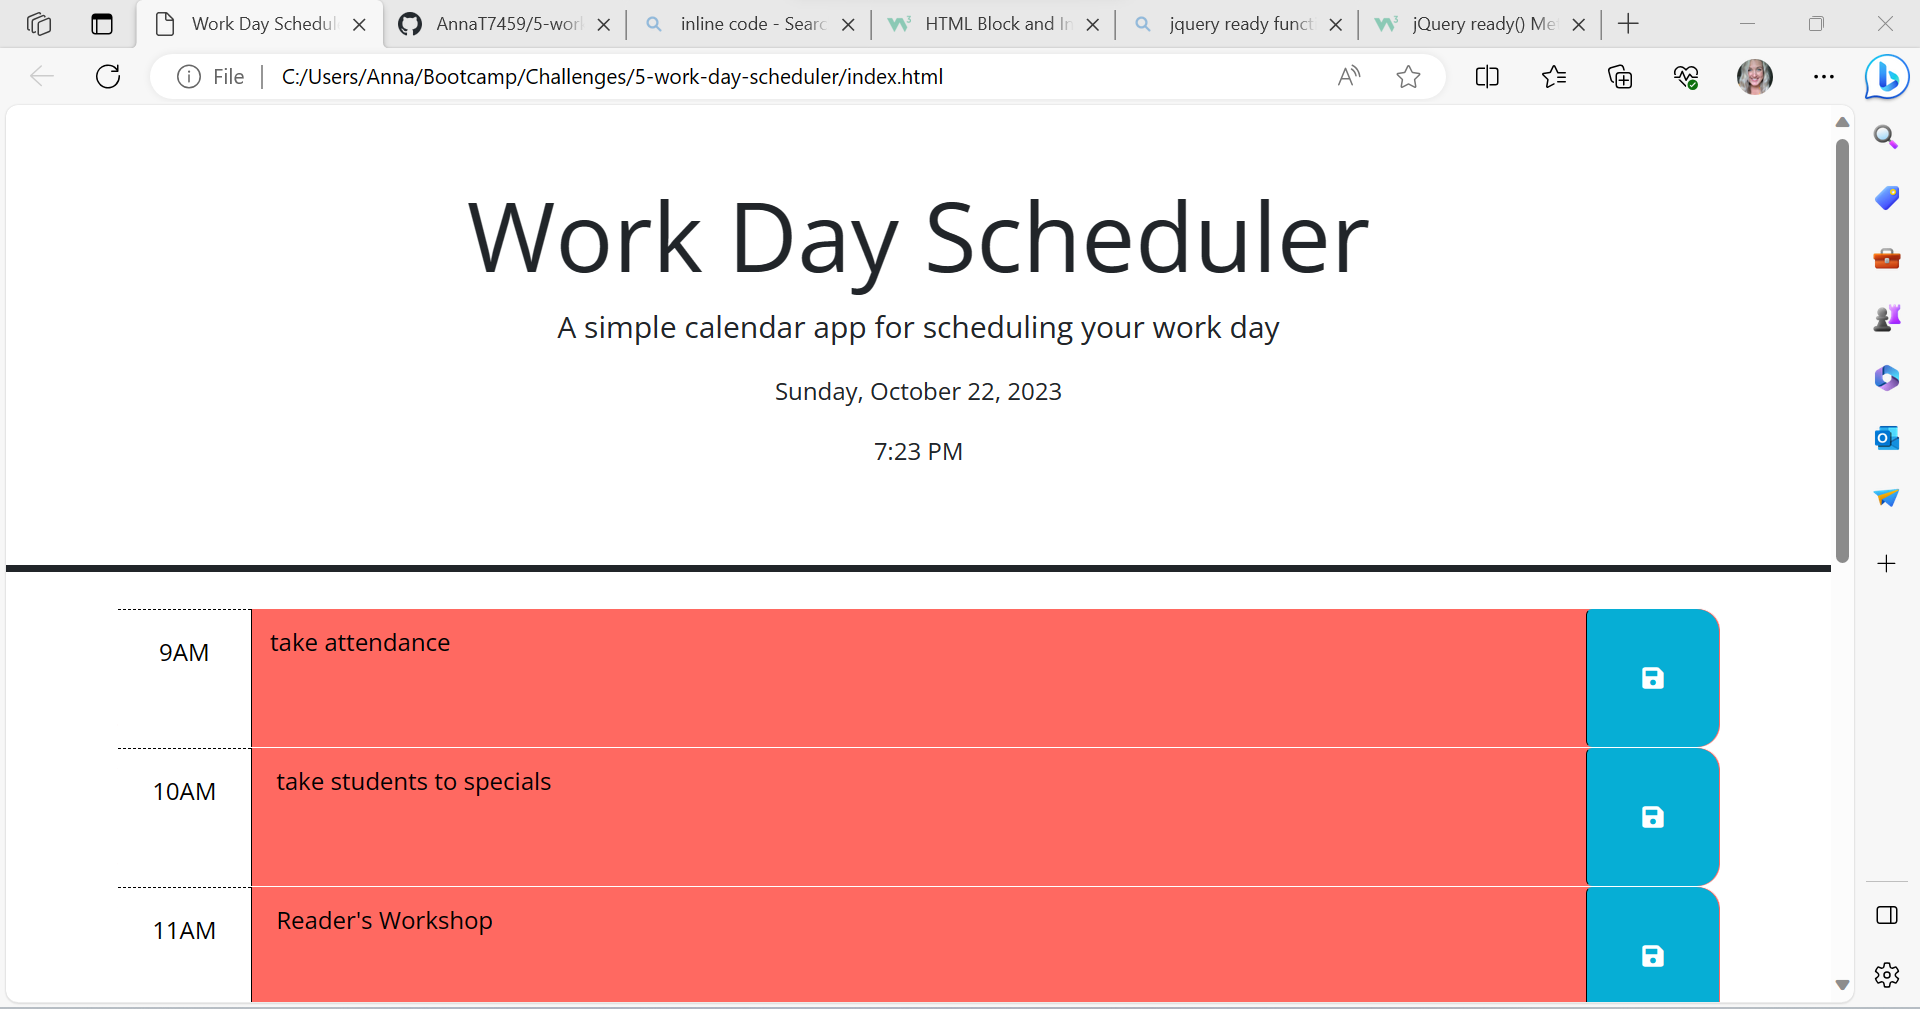 Work Day Schedul
AnnaT7459/5-wor
inline code - Searc
HTML Block and In
jquery ready funct
jQuery ready() Me
File
C:/Users/Anna/Bootcamp/Challenges/5-work-day-scheduler/index.html
Work Day Scheduler
A simple calendar app for scheduling your work day
Sunday, October 22, 2023
7:23 PM
9AM
take attendance
10AM
take students to specials
11AM
Reader's Workshop